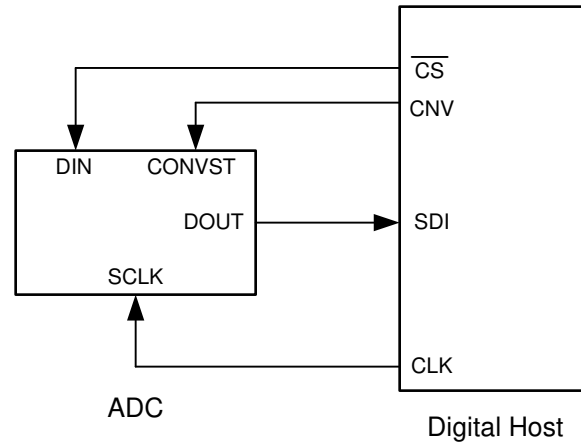 CS
CNV
DIN CONVST
DOUT SDI
SCLK
CLK
ADC
Digital Host